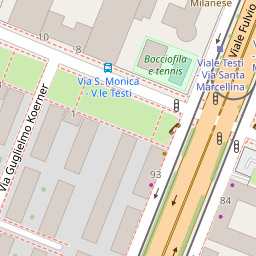 Milanese
Viale Fulvio
10
8
Bocciofila
e tennis
Via S. Monica
- V.le Testi
Viale Testi
Via Santa
Marcellina
Via Guglielmo Koerner
93
84